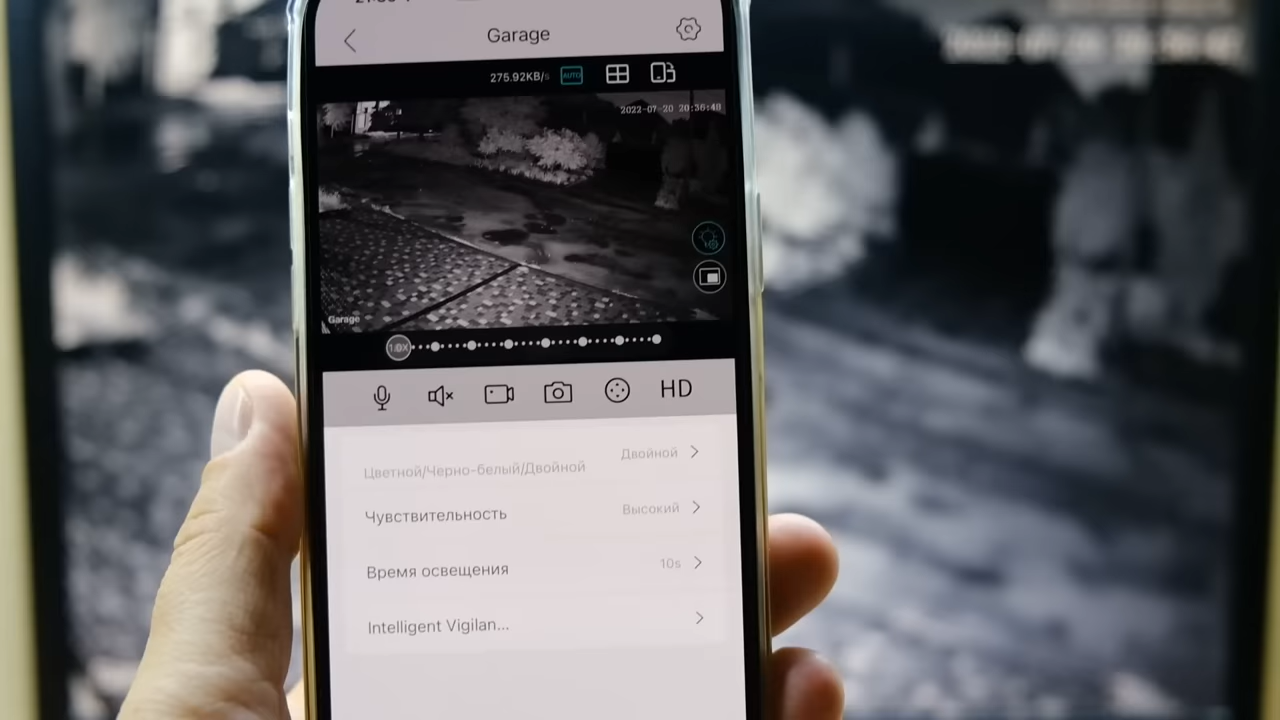 Garage
275.92KB/s
AUTO
2022-07-20 20:36:48
Garage
1.0X
HD
Двойной
Цветной/Черно-белый/Двойной
Чувствительность
Высокий
Время освещения
10s
Intelligent Vigilan...